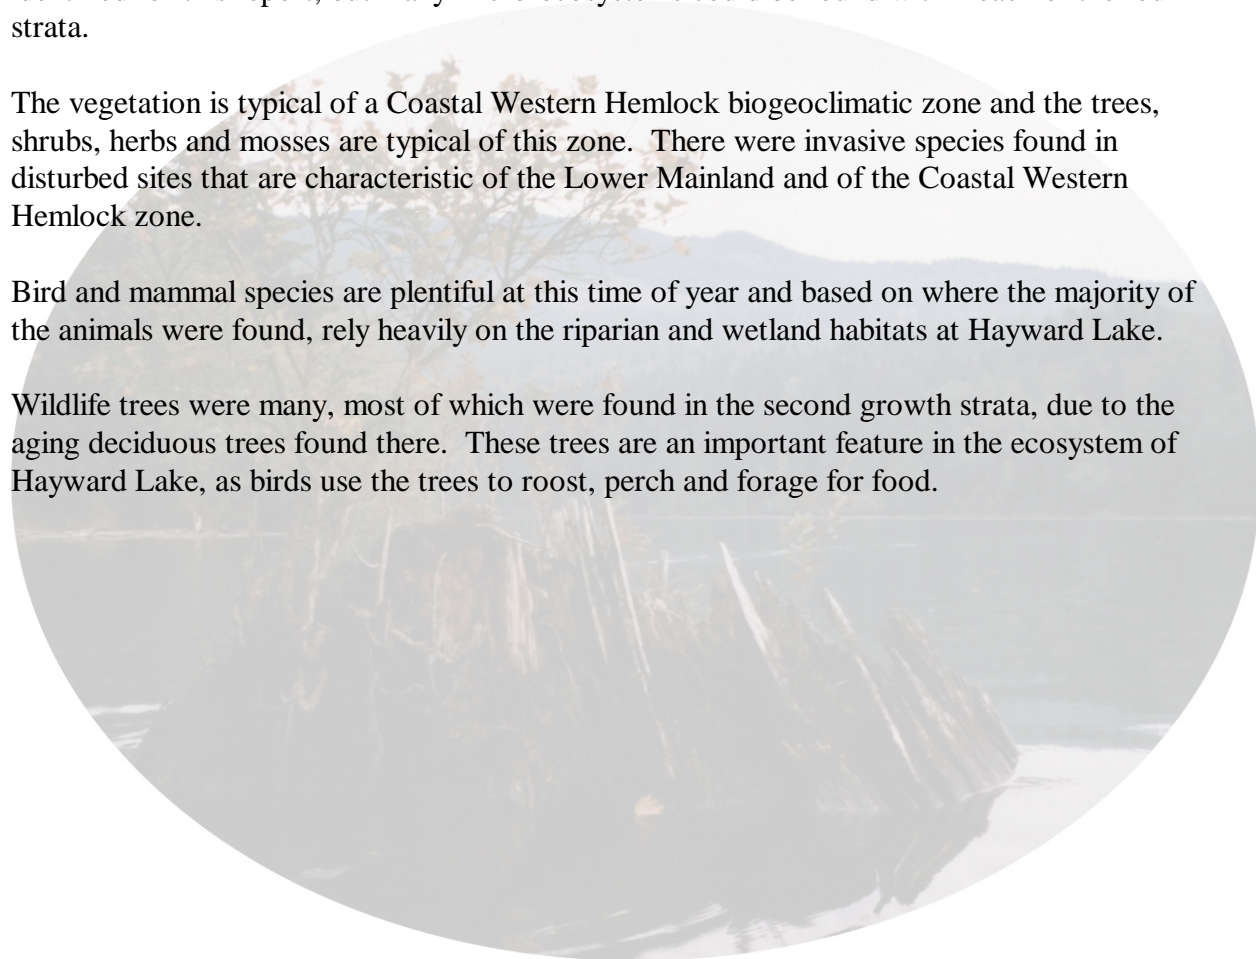 strata.
The vegetation is typical of a Coastal Western Hemlock biogeoclimatic zone and the trees,
shrubs, herbs and mosses are typical of this zone.  There were invasive species found in
disturbed sites that are characteristic of the Lower Mainland and of the Coastal Western
Hemlock zone.
Bird and mammal species are plentiful at this time of year and based on where the majority of
the animals were found, rely heavily on the riparian and wetland habitats at Hayward Lake.
Wildlife trees were many, most of which were found in the second growth strata, due to the
aging deciduous trees found there.  These trees are an important feature in the ecosystem of
Hayward Lake, as birds use the trees to roost, perch and forage for food.